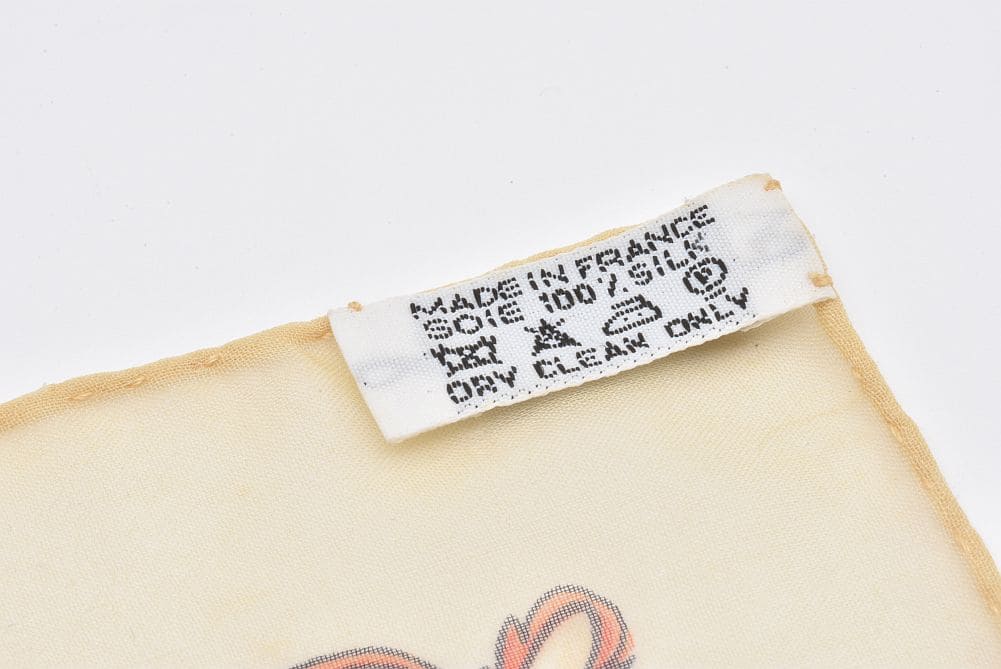 MADE IN FRANCE
SOIE 100% SILK
DRY CLEAN ONLY